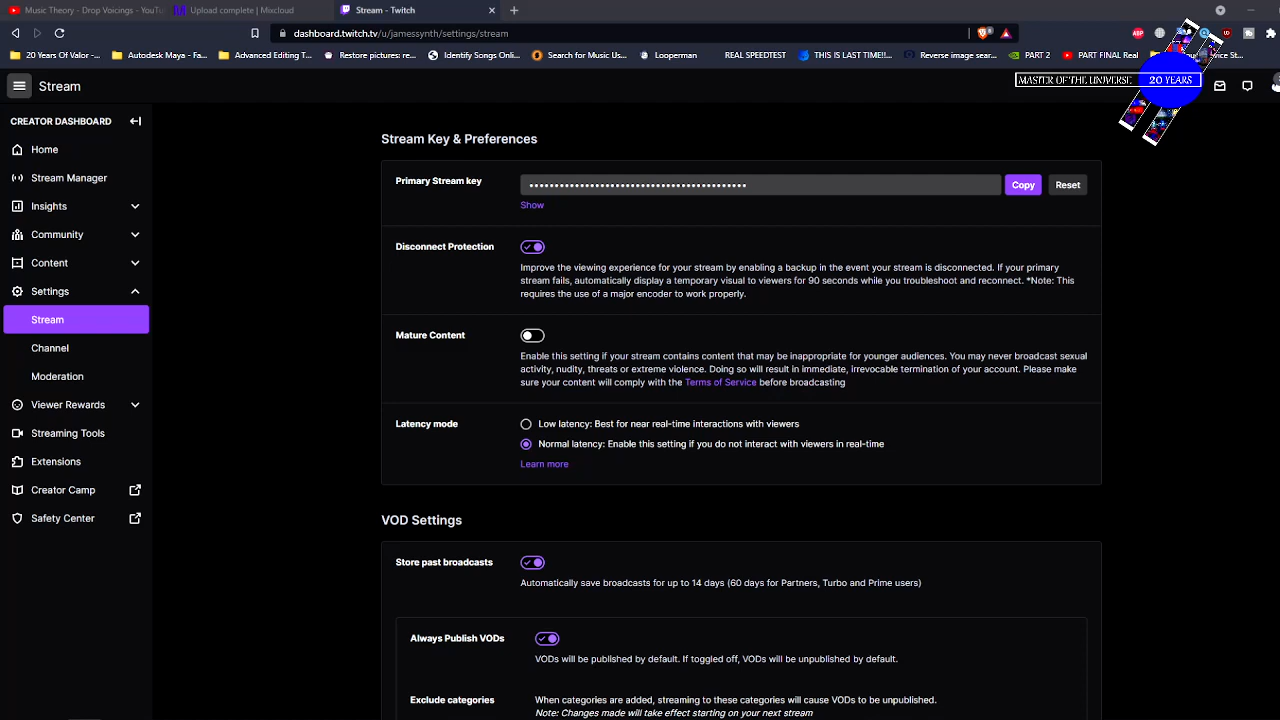 Music Theory - Drop Voicings - YouTu
Upload complete | Mixcloud
Stream - Twitch
dashboard.twitch.tv/u/jamessynth/settings/stream
20 Years Of Valor...
Autodesk Maya - Fa...
Advanced Editing T...
Restore pictures re...
Identify Songs Onli...
Search for Music Us...
Looperman
REAL SPEEDTEST
THIS IS LAST TIME!!...
Reverse image sear...
PART 2
PART FINAL Real
Stream
MASTER OF THE UNIVERSE 20 YEARS
CREATOR DASHBOARD
Home
Stream Manager
Insights
Community
Content
Settings
Stream
Channel
Moderation
Viewer Rewards
Streaming Tools
Extensions
Creator Camp
Safety Center
Stream Key & Preferences
Primary Stream key
Copy
Reset
Show
Disconnect Protection
Improve the viewing experience for your stream by enabling a backup in the event your stream is disconnected. If your primary
stream fails, automatically display a temporary visual to viewers for 90 seconds while you troubleshoot and reconnect. *Note: This
requires the use of a major encoder to work properly.
Mature Content
Enable this setting if your stream contains content that may be inappropriate for younger audiences. You may never broadcast sexual
activity, nudity, threats or extreme violence. Doing so will result in immediate, irrevocable termination of your account. Please make
sure your content will comply with the Terms of Service before broadcasting
Latency mode
Low latency: Best for near real-time interactions with viewers
Normal latency: Enable this setting if you do not interact with viewers in real-time
Learn more
VOD Settings
Store past broadcasts
Automatically save broadcasts for up to 14 days (60 days for Partners, Turbo and Prime users)
Always Publish VODs
VODs will be published by default. If toggled off, VODs will be unpublished by default.
Exclude categories
When categories are added, streaming to these categories will cause VODs to be unpublished.
Note: Changes made will take effect starting on your next stream